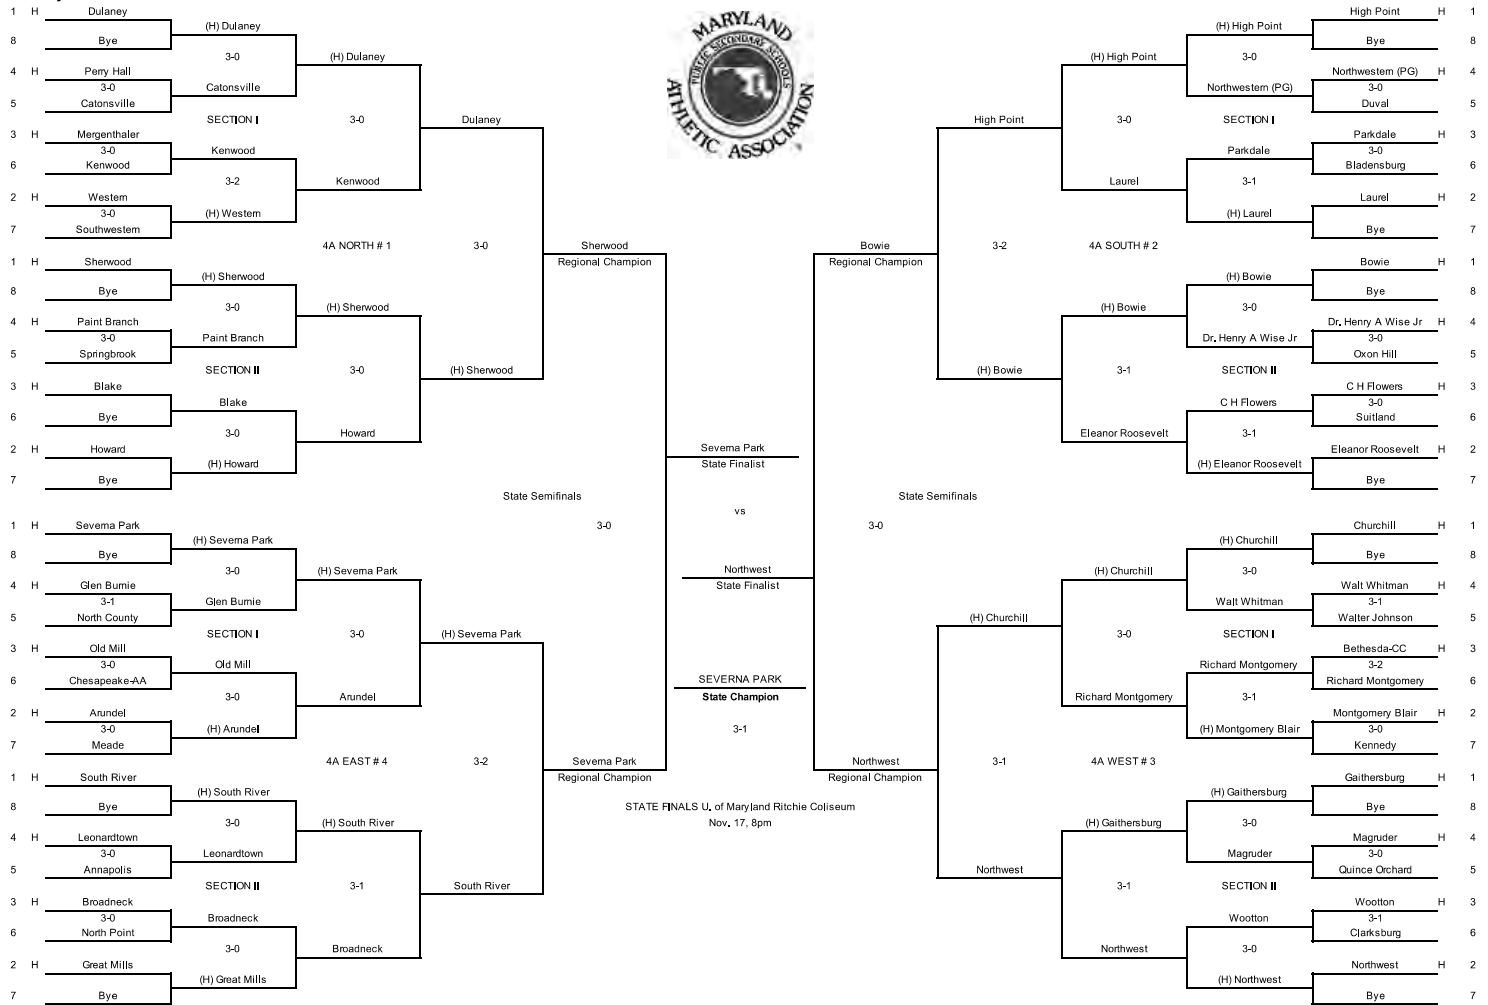 1 H Dulaney
(H) Dulaney
8 Bye
3-0
(H) Dulaney
4 H Perry Hall
3-0
Catonsville
5 Catonsville
SECTION I
3-0
Dulaney
3 H Mergenthaler
3-0
Kenwood
6 Kenwood
3-2
Kenwood
2 H Western
3-0
(H) Western
7 Southwestern
4A NORTH # 1
3-0
Sherwood
Regional Champion
1 H Sherwood
(H) Sherwood
8 Bye
3-0
(H) Sherwood
4 H Paint Branch
3-0
Paint Branch
5 Springbrook
SECTION II
3-0
(H) Sherwood
3 H Blake
Blake
6 Bye
3-0
Howard
2 H Howard
(H) Howard
7 Bye
State Semifinals
3-0
1 H Severna Park
(H) Severna Park
8 Bye
3-0
(H) Severna Park
4 H Glen Burnie
3-1
Glen Burnie
5 North County
SECTION I
3-0
(H) Severna Park
3 H Old Mill
3-0
Old Mill
6 Chesapeake-AA
3-0
Arundel
2 H Arundel
3-0
(H) Arundel
7 Meade
4A EAST # 4
3-2
Severna Park
Regional Champion
1 H South River
(H) South River
8 Bye
3-0
(H) South River
4 H Leonardtown
3-0
Leonardtown
5 Annapolis
SECTION II
3-1
South River
3 H Broadneck
3-0
Broadneck
6 North Point
3-0
Broadneck
2 H Great Mills
(H) Great Mills
7 Bye
MARYLAND
PUBLIC SECONDARY SCHOOLS
ATHLETIC ASSOCIATION
Severna Park
State Finalist
vs
Northwest
State Finalist
SEVERNA PARK
State Champion
3-1
STATE FINALS U. of Maryland Ritchie Coliseum
Nov. 17, 8pm
High Point H 1
(H) High Point
Bye 8
3-0
(H) High Point
Northwestern (PG) H 4
3-0
Northwestern (PG)
Duval 5
SECTION I
3-0
High Point
Parkdale H 3
3-0
Parkdale
Bladensburg 6
3-1
Laurel
Laurel H 2
(H) Laurel
Bye 7
4A SOUTH # 2
3-2
Bowie
Regional Champion
Bowie H 1
(H) Bowie
Bye 8
3-0
(H) Bowie
Dr. Henry A Wise Jr H 4
3-0
Dr. Henry A Wise Jr
Oxon Hill 5
SECTION II
3-1
(H) Bowie
C H Flowers H 3
3-0
C H Flowers
Suitland 6
3-1
Eleanor Roosevelt
Eleanor Roosevelt H 2
(H) Eleanor Roosevelt
Bye 7
State Semifinals
3-0
Churchill H 1
(H) Churchill
Bye 8
3-0
(H) Churchill
Walt Whitman H 4
3-1
Walt Whitman
Walter Johnson 5
SECTION I
3-0
(H) Churchill
Bethesda-CC H 3
3-2
Richard Montgomery
Richard Montgomery 6
3-1
Richard Montgomery
Montgomery Blair H 2
3-0
(H) Montgomery Blair
Kennedy 7
4A WEST # 3
3-1
Northwest
Regional Champion
Gaithersburg H 1
(H) Gaithersburg
Bye 8
3-0
(H) Gaithersburg
Magruder H 4
3-0
Magruder
Quince Orchard 5
SECTION II
3-1
Northwest
Wootton H 3
3-1
Wootton
Clarksburg 6
3-0
Northwest
Northwest H 2
(H) Northwest
Bye 7